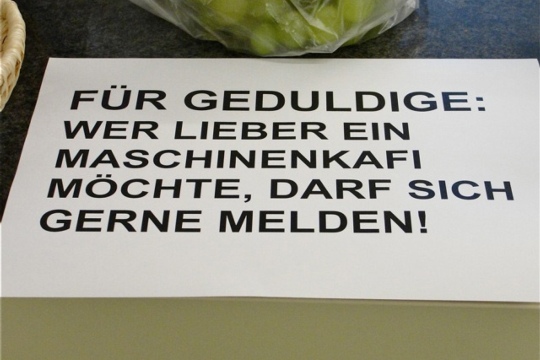 FÜR GEDULDIGE:
WER LIEBER EIN
MASCHINENKAFI
MÖCHTE, DARF SICH
GERNE MELDEN!